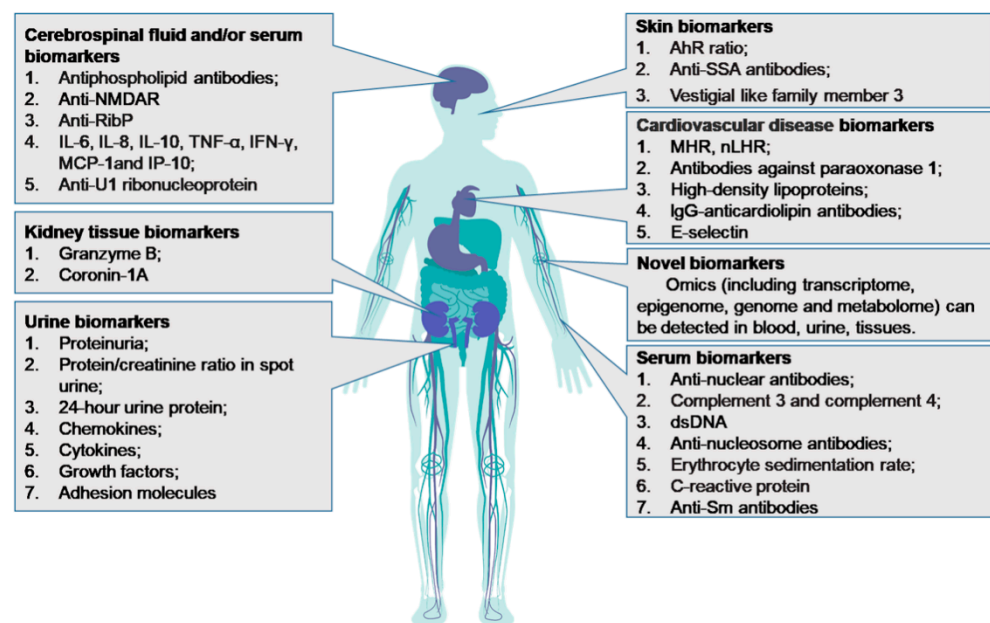 Cerebrospinal fluid and/or serum
biomarkers
1. Antiphospholipid antibodies;
2. Anti-NMDAR
3. Anti-RibP
4. IL-6, IL-8, IL-10, TNF-α, IFN-γ,
MCP-1and IP-10;
5. Anti-U1 ribonucleoprotein
Kidney tissue biomarkers
1. Granzyme B;
2. Coronin-1A
Urine biomarkers
1. Proteinuria;
2. Protein/creatinine ratio in spot
urine;
3. 24-hour urine protein;
4. Chemokines;
5. Cytokines;
6. Growth factors;
7. Adhesion molecules
Skin biomarkers
1. AhR ratio;
2. Anti-SSA antibodies;
3. Vestigial like family member 3
Cardiovascular disease biomarkers
1. MHR, nLHR;
2. Antibodies against paraoxonase 1;
3. High-density lipoproteins;
4. IgG-anticardiolipin antibodies;
5. E-selectin
Novel biomarkers
Omics (including transcriptome,
epigenome, genome and metabolome) can
be detected in blood, urine, tissues.
Serum biomarkers
1. Anti-nuclear antibodies;
2. Complement 3 and complement 4;
3. dsDNA
4. Anti-nucleosome antibodies;
5. Erythrocyte sedimentation rate;
6. C-reactive protein
7. Anti-Sm antibodies